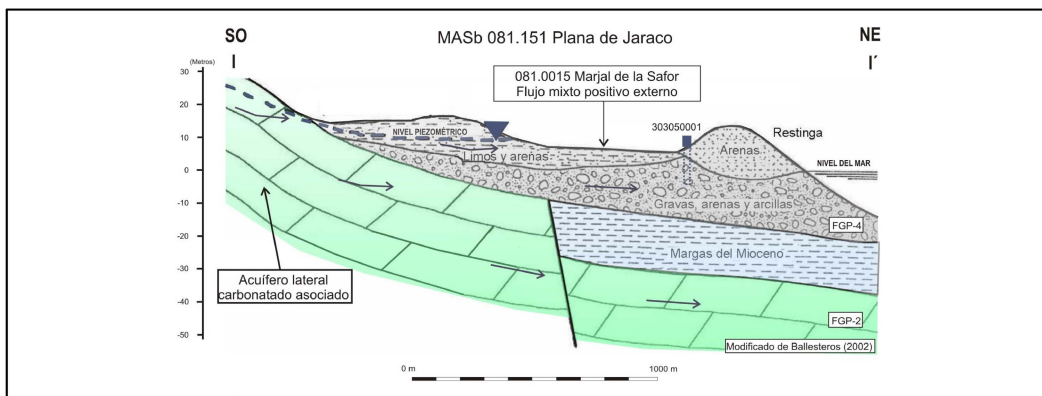 SO
I
MASb 081.151 Plana de Jaraco
NE
I´
(Metros)
30
20
10
0
-10
-20
-30
-40
-50
081.0015 Marjal de la Safor
Flujo mixto positivo externo
303050001
Restinga
NIVEL PIEZOMÉTRICO
Arenas
NIVEL DEL MAR
Limos y arenas
Gravas, arenas y arcillas
FGP-4
Margas del Mioceno
Acuífero lateral
carbonatado asociado
FGP-2
Modificado de Ballesteros (2002)
0 m
1000 m